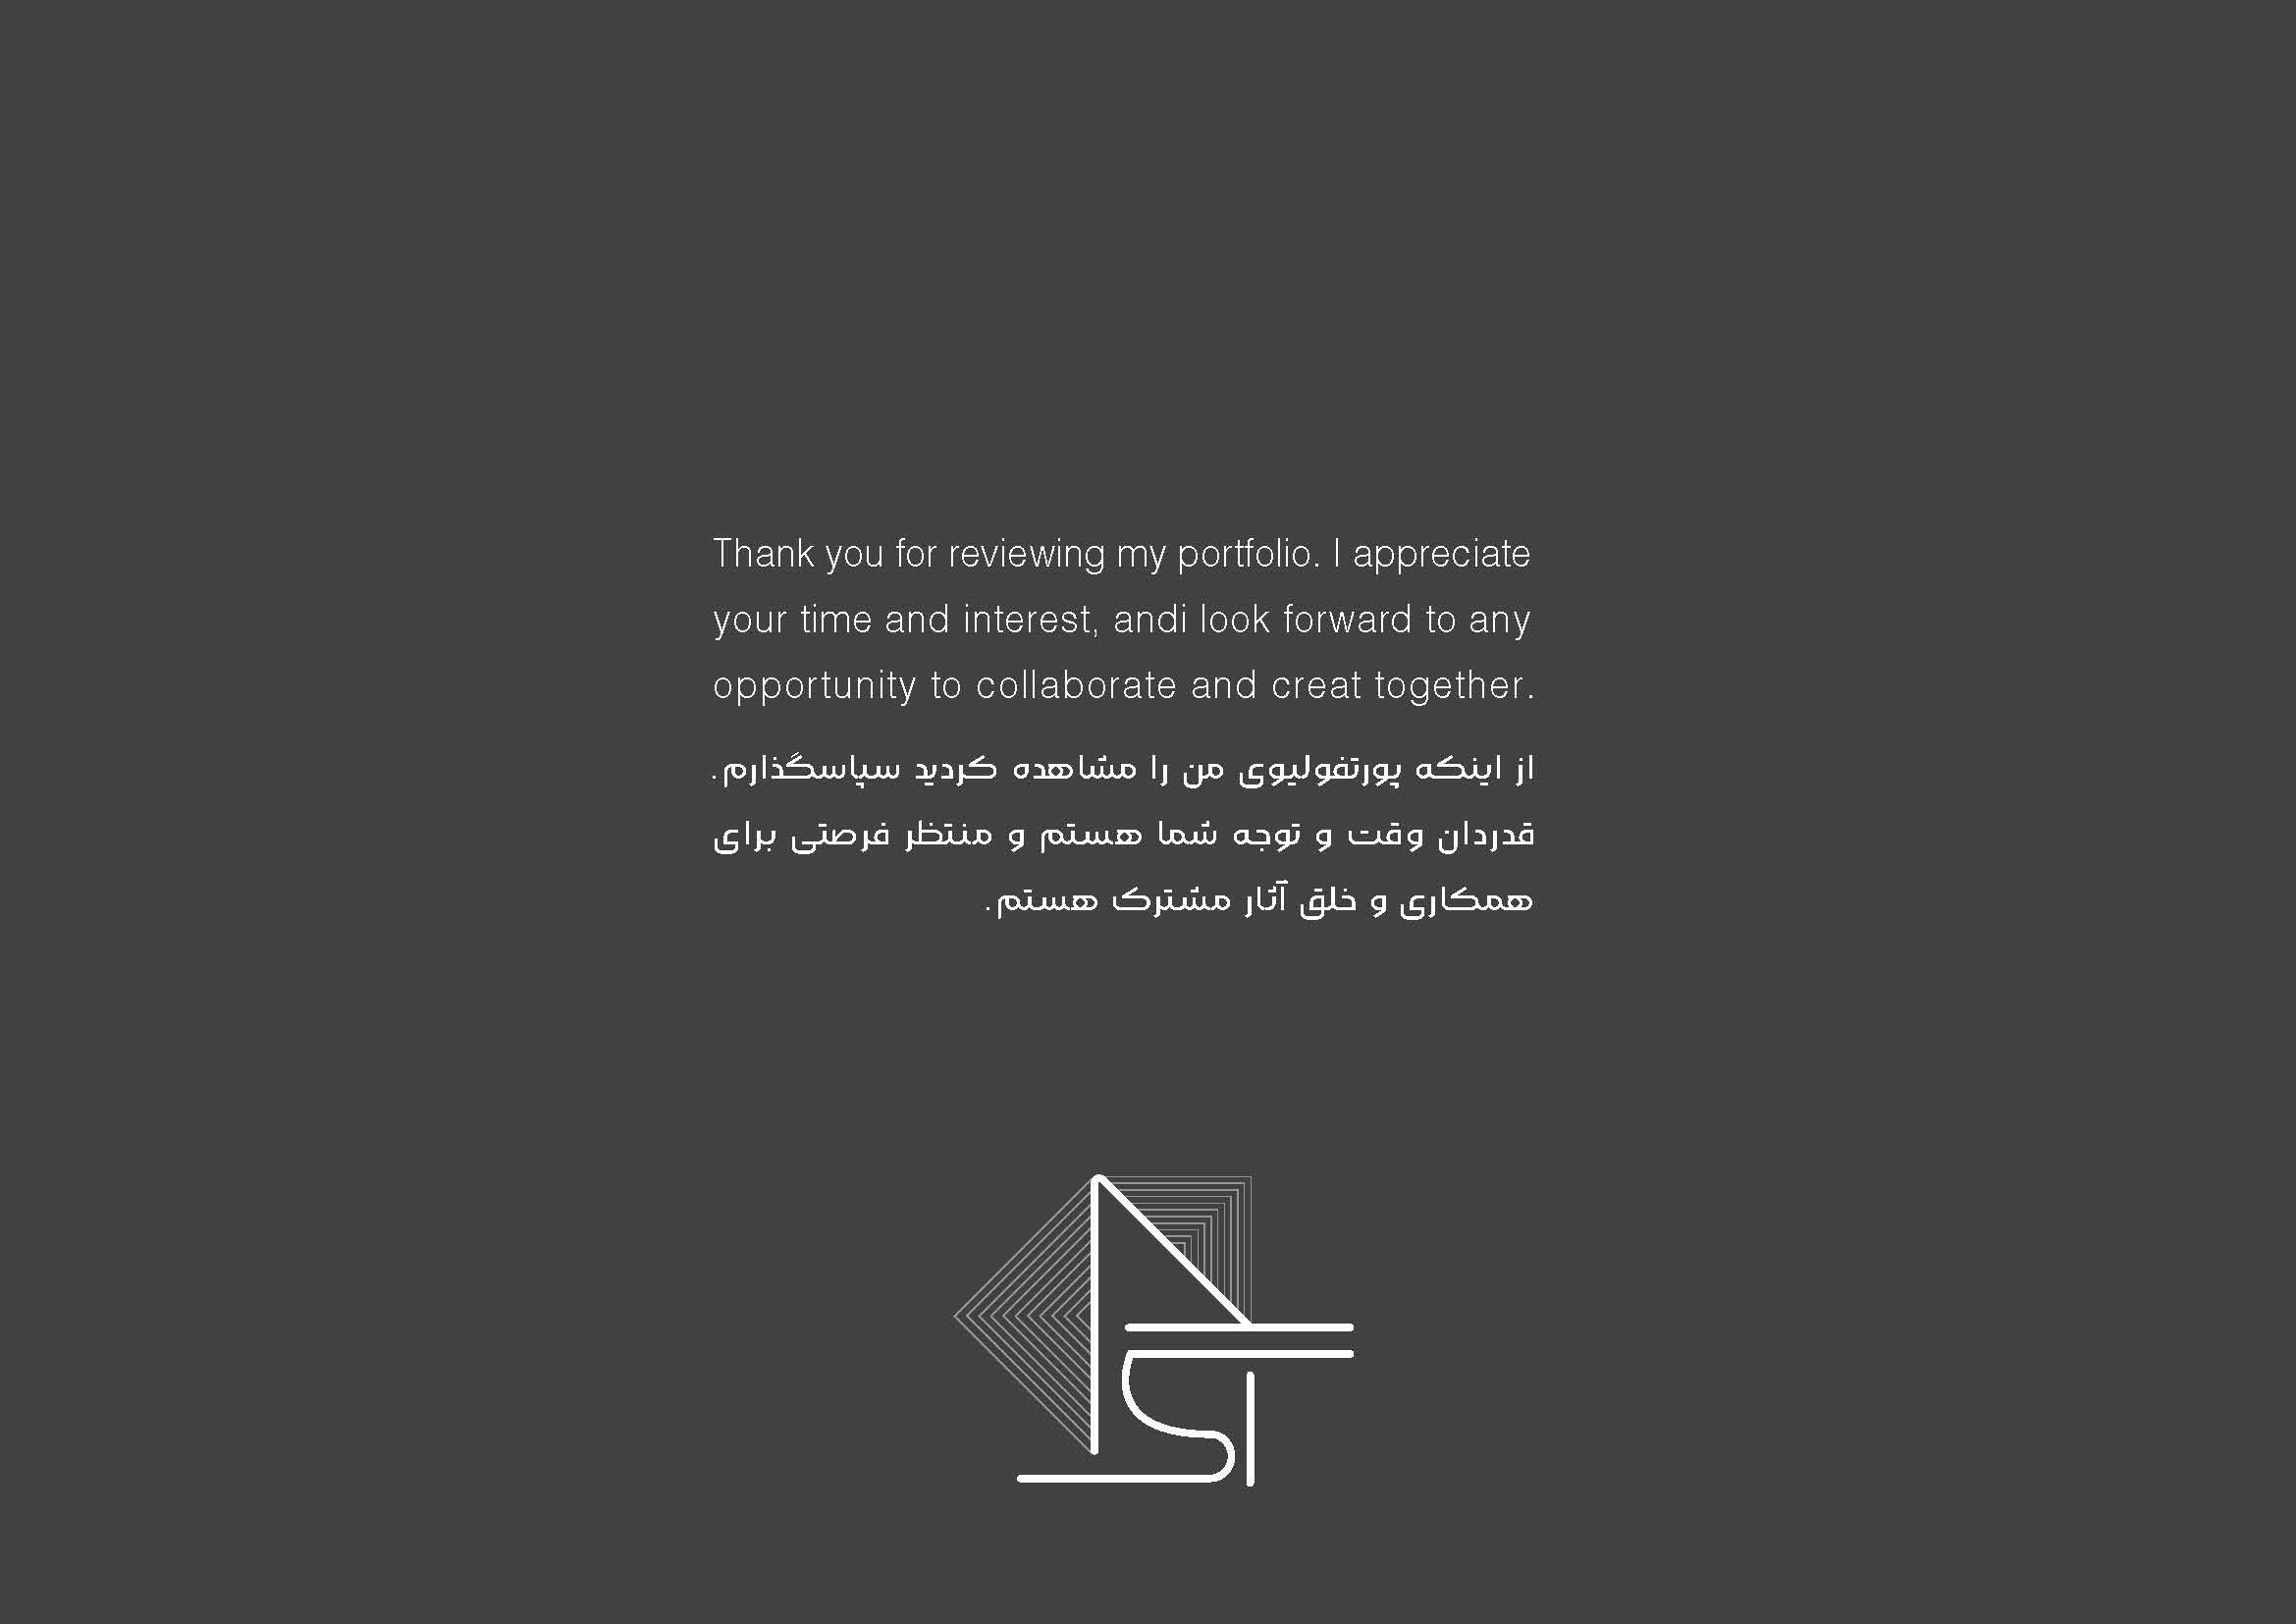 Thank you for reviewing my portfolio. I appreciate
your time and interest, andi look forward to any
opportunity to collaborate and creat together.
از اینکه پورتفولیوی من را مشاهده کردید سپاسگذارم.
قدردان وقت و توجه شما هستم و منتظر فرصتی برای
همکاری و خلق آثار مشترک هستم.